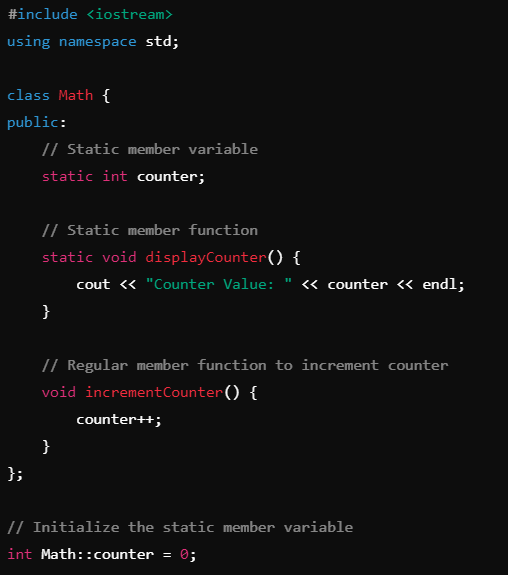 #include <iostream>
using namespace std;
class Math {
public:
// Static member variable
static int counter;
// Static member function
static void displayCounter() {
cout << "Counter Value: " << counter << endl;
}
// Regular member function to increment counter
void incrementCounter() {
counter++;
}
};
// Initialize the static member variable
int Math::counter = 0;